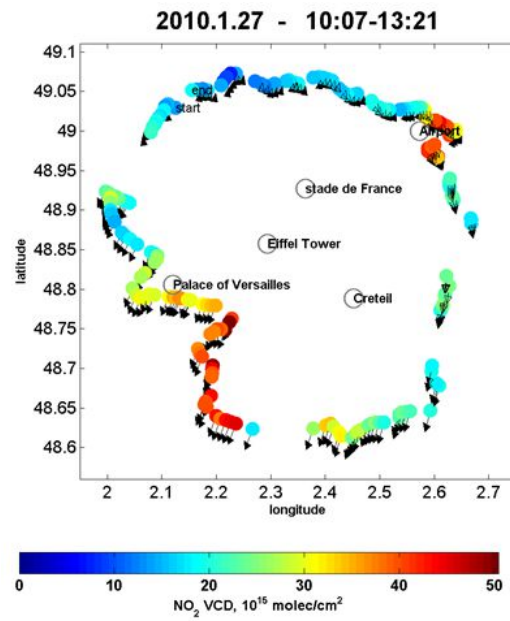 2010.1.27 - 10:07-13:21
49.1
49.05
49
48.95
48.9
48.85
48.8
48.75
48.7
48.65
48.6
latitude
end
start
Airport
stade de France
Eiffel Tower
Palace of Versailles
Creteil
2 2.1 2.2 2.3 2.4 2.5 2.6 2.7
longitude
0 10 20 30 40 50
NO₂ VCD, 10¹⁵ molec/cm²